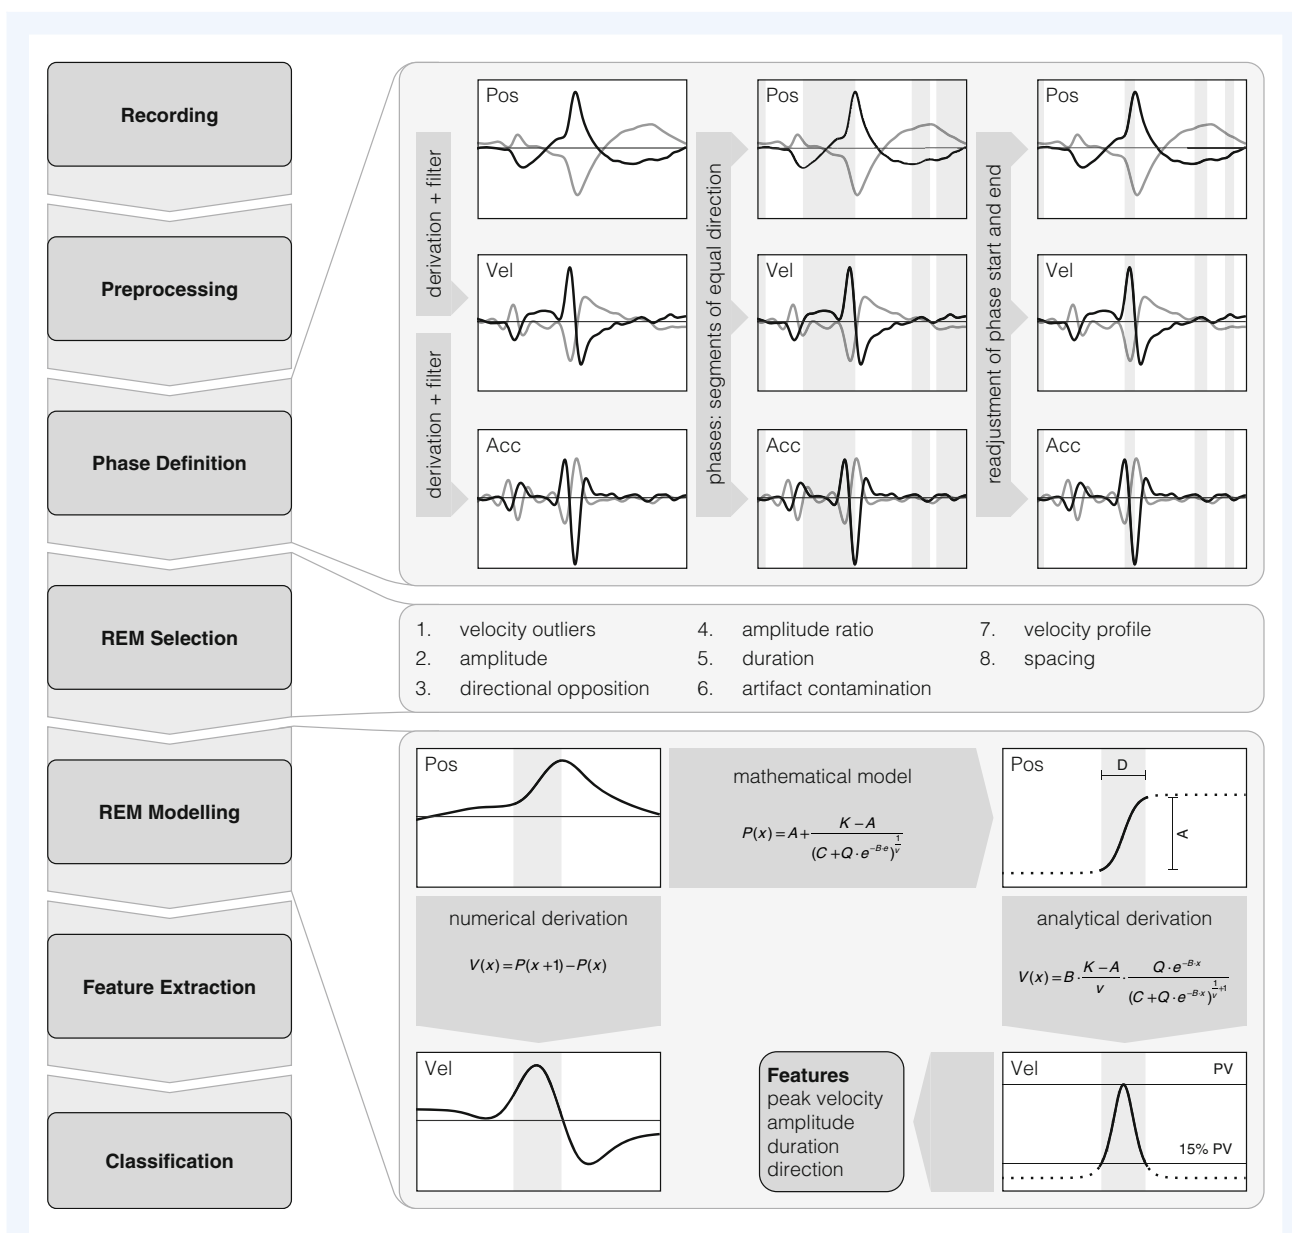 Recording
Preprocessing
Phase Definition
REM Selection
REM Modelling
Feature Extraction
Classification
derivation + filter
derivation + filter
Pos
Vel
Acc
phases: segments of equal direction
Pos
Vel
Acc
readjustment of phase start and end
Pos
Vel
Acc
1. velocity outliers
2. amplitude
3. directional opposition
4. amplitude ratio
5. duration
6. artifact contamination
7. velocity profile
8. spacing
Pos
mathematical model
P(x)=A+ K−A / (C+Q·e^−B·e)^1/v
Pos
D
A
numerical derivation
V(x)=P(x+1)−P(x)
analytical derivation
V(x)=B· K−A / v · Q·e^−B·x / (C+Q·e^−B·x)^1/v+1
Vel
Features
peak velocity
amplitude
duration
direction
Vel
PV
15% PV